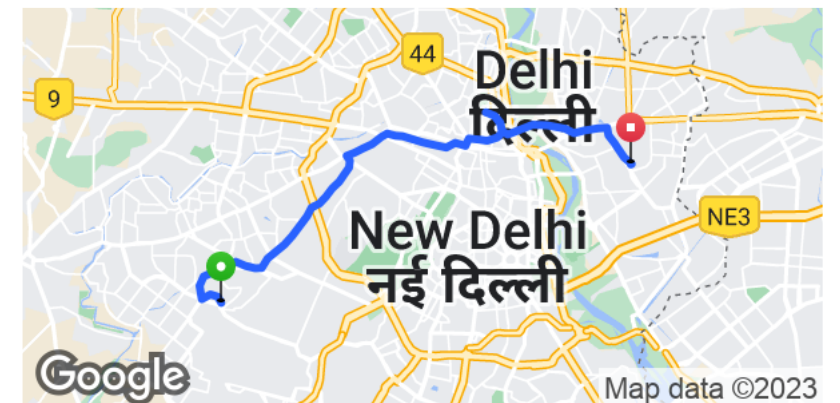 44
Delhi
दिल्ली
9
New Delhi
नई दिल्ली
NE3
Google
Map data ©2023